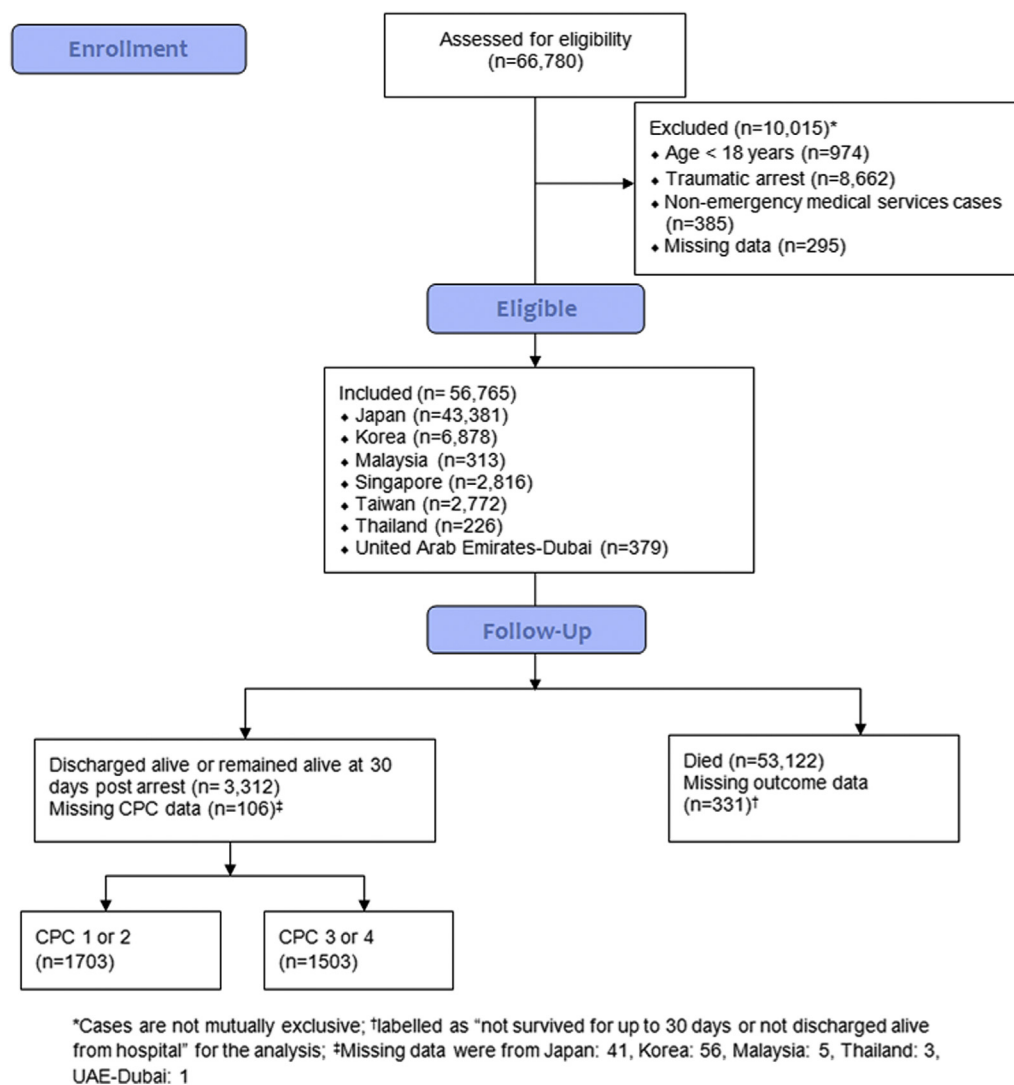 Enrollment
Assessed for eligibility
(n=66,780)
Excluded (n=10,015)*
⬥ Age < 18 years (n=974)
⬥ Traumatic arrest (n=8,662)
⬥ Non-emergency medical services cases
(n=385)
⬥ Missing data (n=295)
Eligible
Included (n= 56,765)
⬥ Japan (n=43,381)
⬥ Korea (n=6,878)
⬥ Malaysia (n=313)
⬥ Singapore (n=2,816)
⬥ Taiwan (n=2,772)
⬥ Thailand (n=226)
⬥ United Arab Emirates-Dubai (n=379)
Follow-Up
Discharged alive or remained alive at 30
days post arrest (n= 3,312)
Missing CPC data (n=106)‡
Died (n=53,122)
Missing outcome data
(n=331)†
CPC 1 or 2
(n=1703)
CPC 3 or 4
(n=1503)
*Cases are not mutually exclusive; †labelled as “not survived for up to 30 days or not discharged alive
from hospital” for the analysis; ‡Missing data were from Japan: 41, Korea: 56, Malaysia: 5, Thailand: 3,
UAE-Dubai: 1